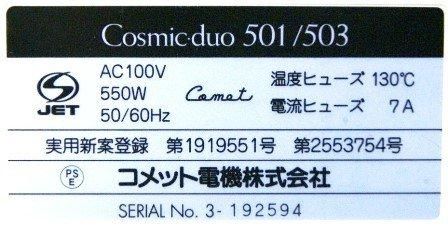 Cosmic·duo 501/503
JET
AC100V
550W
50/60Hz
Comet
温度ヒューズ 130℃
電流ヒューズ 7A
実用新案登録 第1919551号 第2553754号
PS
E
コメット電機株式会社
SERIAL No. 3- 192594